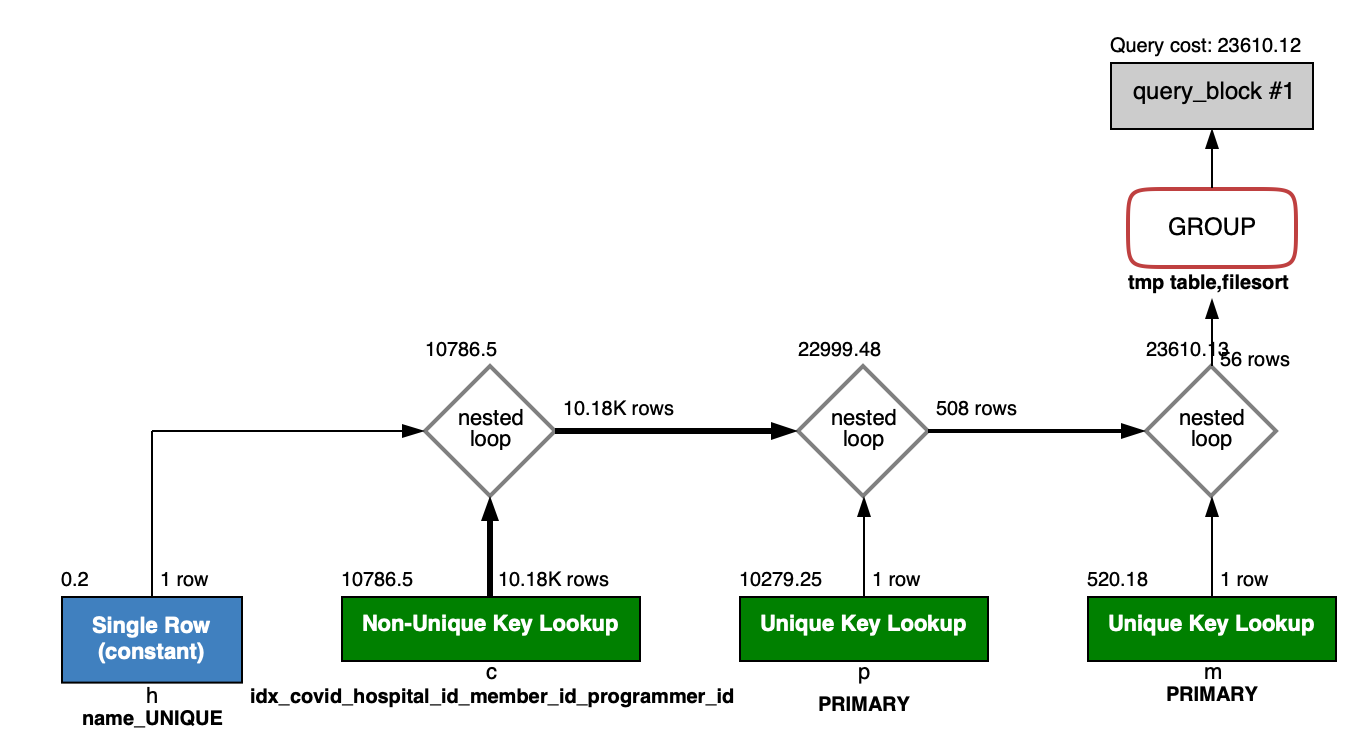 Query cost: 23610.12
query_block #1
GROUP
tmp table,filesort
10786.5
22999.48
23610.13
56 rows
nested
loop
10.18K rows
nested
loop
508 rows
nested
loop
0.2
1 row
10786.5
10.18K rows
10279.25
1 row
520.18
1 row
Single Row
(constant)
Non-Unique Key Lookup
Unique Key Lookup
Unique Key Lookup
h
name_UNIQUE
c
idx_covid_hospital_id_member_id_programmer_id
p
PRIMARY
m
PRIMARY